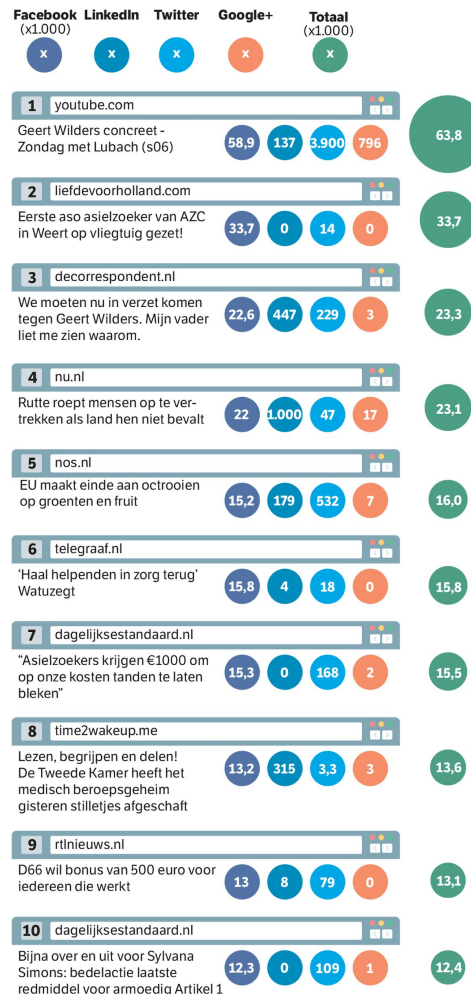 Facebook LinkedIn Twitter Google+ Totaal
(x1.000) (x1.000)
x x x x x
1 youtube.com
Geert Wilders concreet -
Zondag met Lubach (s06)
58,9 137 3.900 796 63,8
2 liefdevoorholland.com
Eerste aso asielzoeker van AZC
in Weert op vliegtuig gezet!
33,7 0 14 0 33,7
3 decorrespondent.nl
We moeten nu in verzet komen
tegen Geert Wilders. Mijn vader
liet me zien waarom.
22,6 447 229 3 23,3
4 nu.nl
Rutte roept mensen op te ver-
trekken als land hen niet bevalt
22 1.000 47 17 23,1
5 nos.nl
EU maakt einde aan octrooien
op groenten en fruit
15,2 179 532 7 16,0
6 telegraaf.nl
‘Haal helpenden in zorg terug’
Watuzegt
15,8 4 18 0 15,8
7 dagelijksestandaard.nl
“Asielzoekers krijgen €1000 om
op onze kosten tanden te laten
bleken”
15,3 0 168 2 15,5
8 time2wakeup.me
Lezen, begrijpen en delen!
De Tweede Kamer heeft het
medisch beroepsgeheim
gisteren stilletjes afgeschaft
13,2 315 3,3 3 13,6
9 rtlnieuws.nl
D66 wil bonus van 500 euro voor
iedereen die werkt
13 8 79 0 13,1
10 dagelijksestandaard.nl
Bijna over en uit voor Sylvana
Simons: bedelactie laatste
redmiddel voor armoedig Artikel 1
12,3 0 109 1 12,4